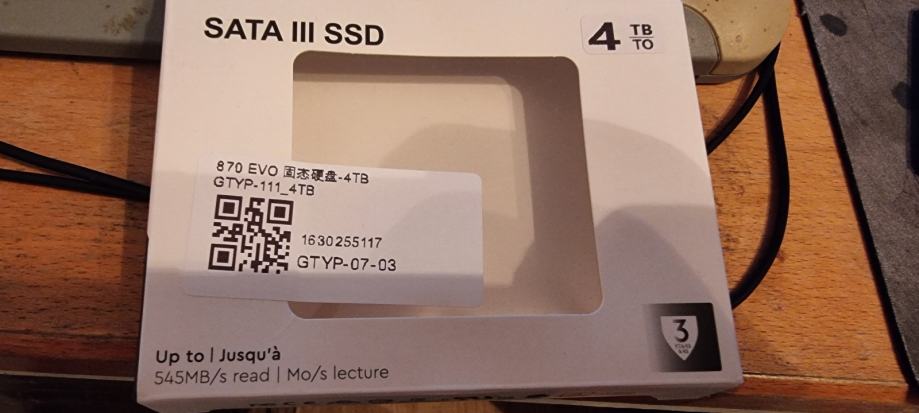 SATA III SSD
4 TB
TO
870 EVO 固态硬盘-4TB
GTYP-111_4TB
1630255117
GTYP-07-03
3
Up to | Jusqu'à
545MB/s read | Mo/s lecture